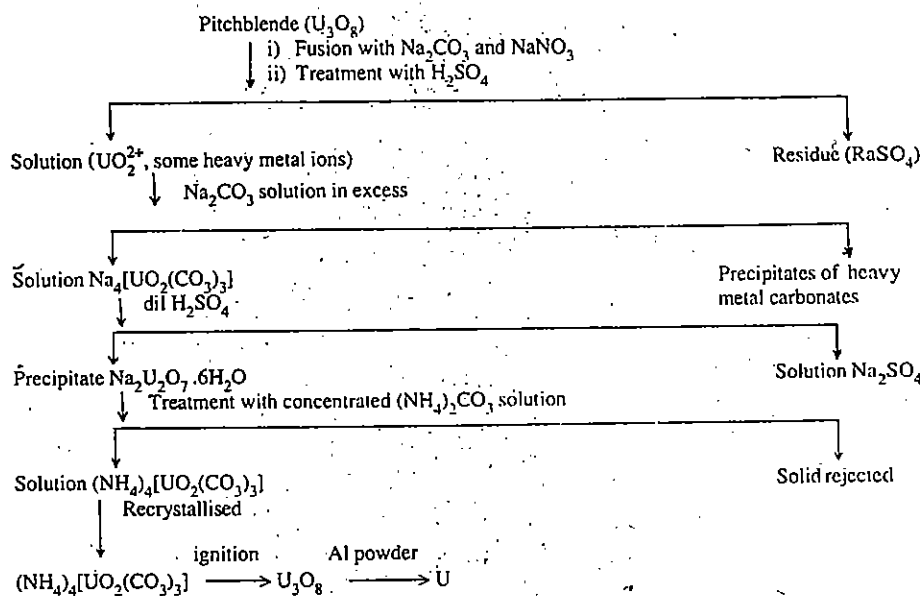 Pitchblende (U₃O₈)
i) Fusion with Na₂CO₃ and NaNO₃
ii) Treatment with H₂SO₄
Solution (UO₂²⁺, some heavy metal ions)
Residue (RaSO₄)
Na₂CO₃ solution in excess
Solution Na₄[UO₂(CO₃)₃]
Precipitates of heavy
metal carbonates
dil H₂SO₄
Precipitate Na₂U₂O₇.6H₂O
Solution Na₂SO₄
Treatment with concentrated (NH₄)₂CO₃ solution
Solution (NH₄)₄[UO₂(CO₃)₃]
Solid rejected
Recrystallised
ignition Al powder
(NH₄)₄[UO₂(CO₃)₃] → U₃O₈ → U